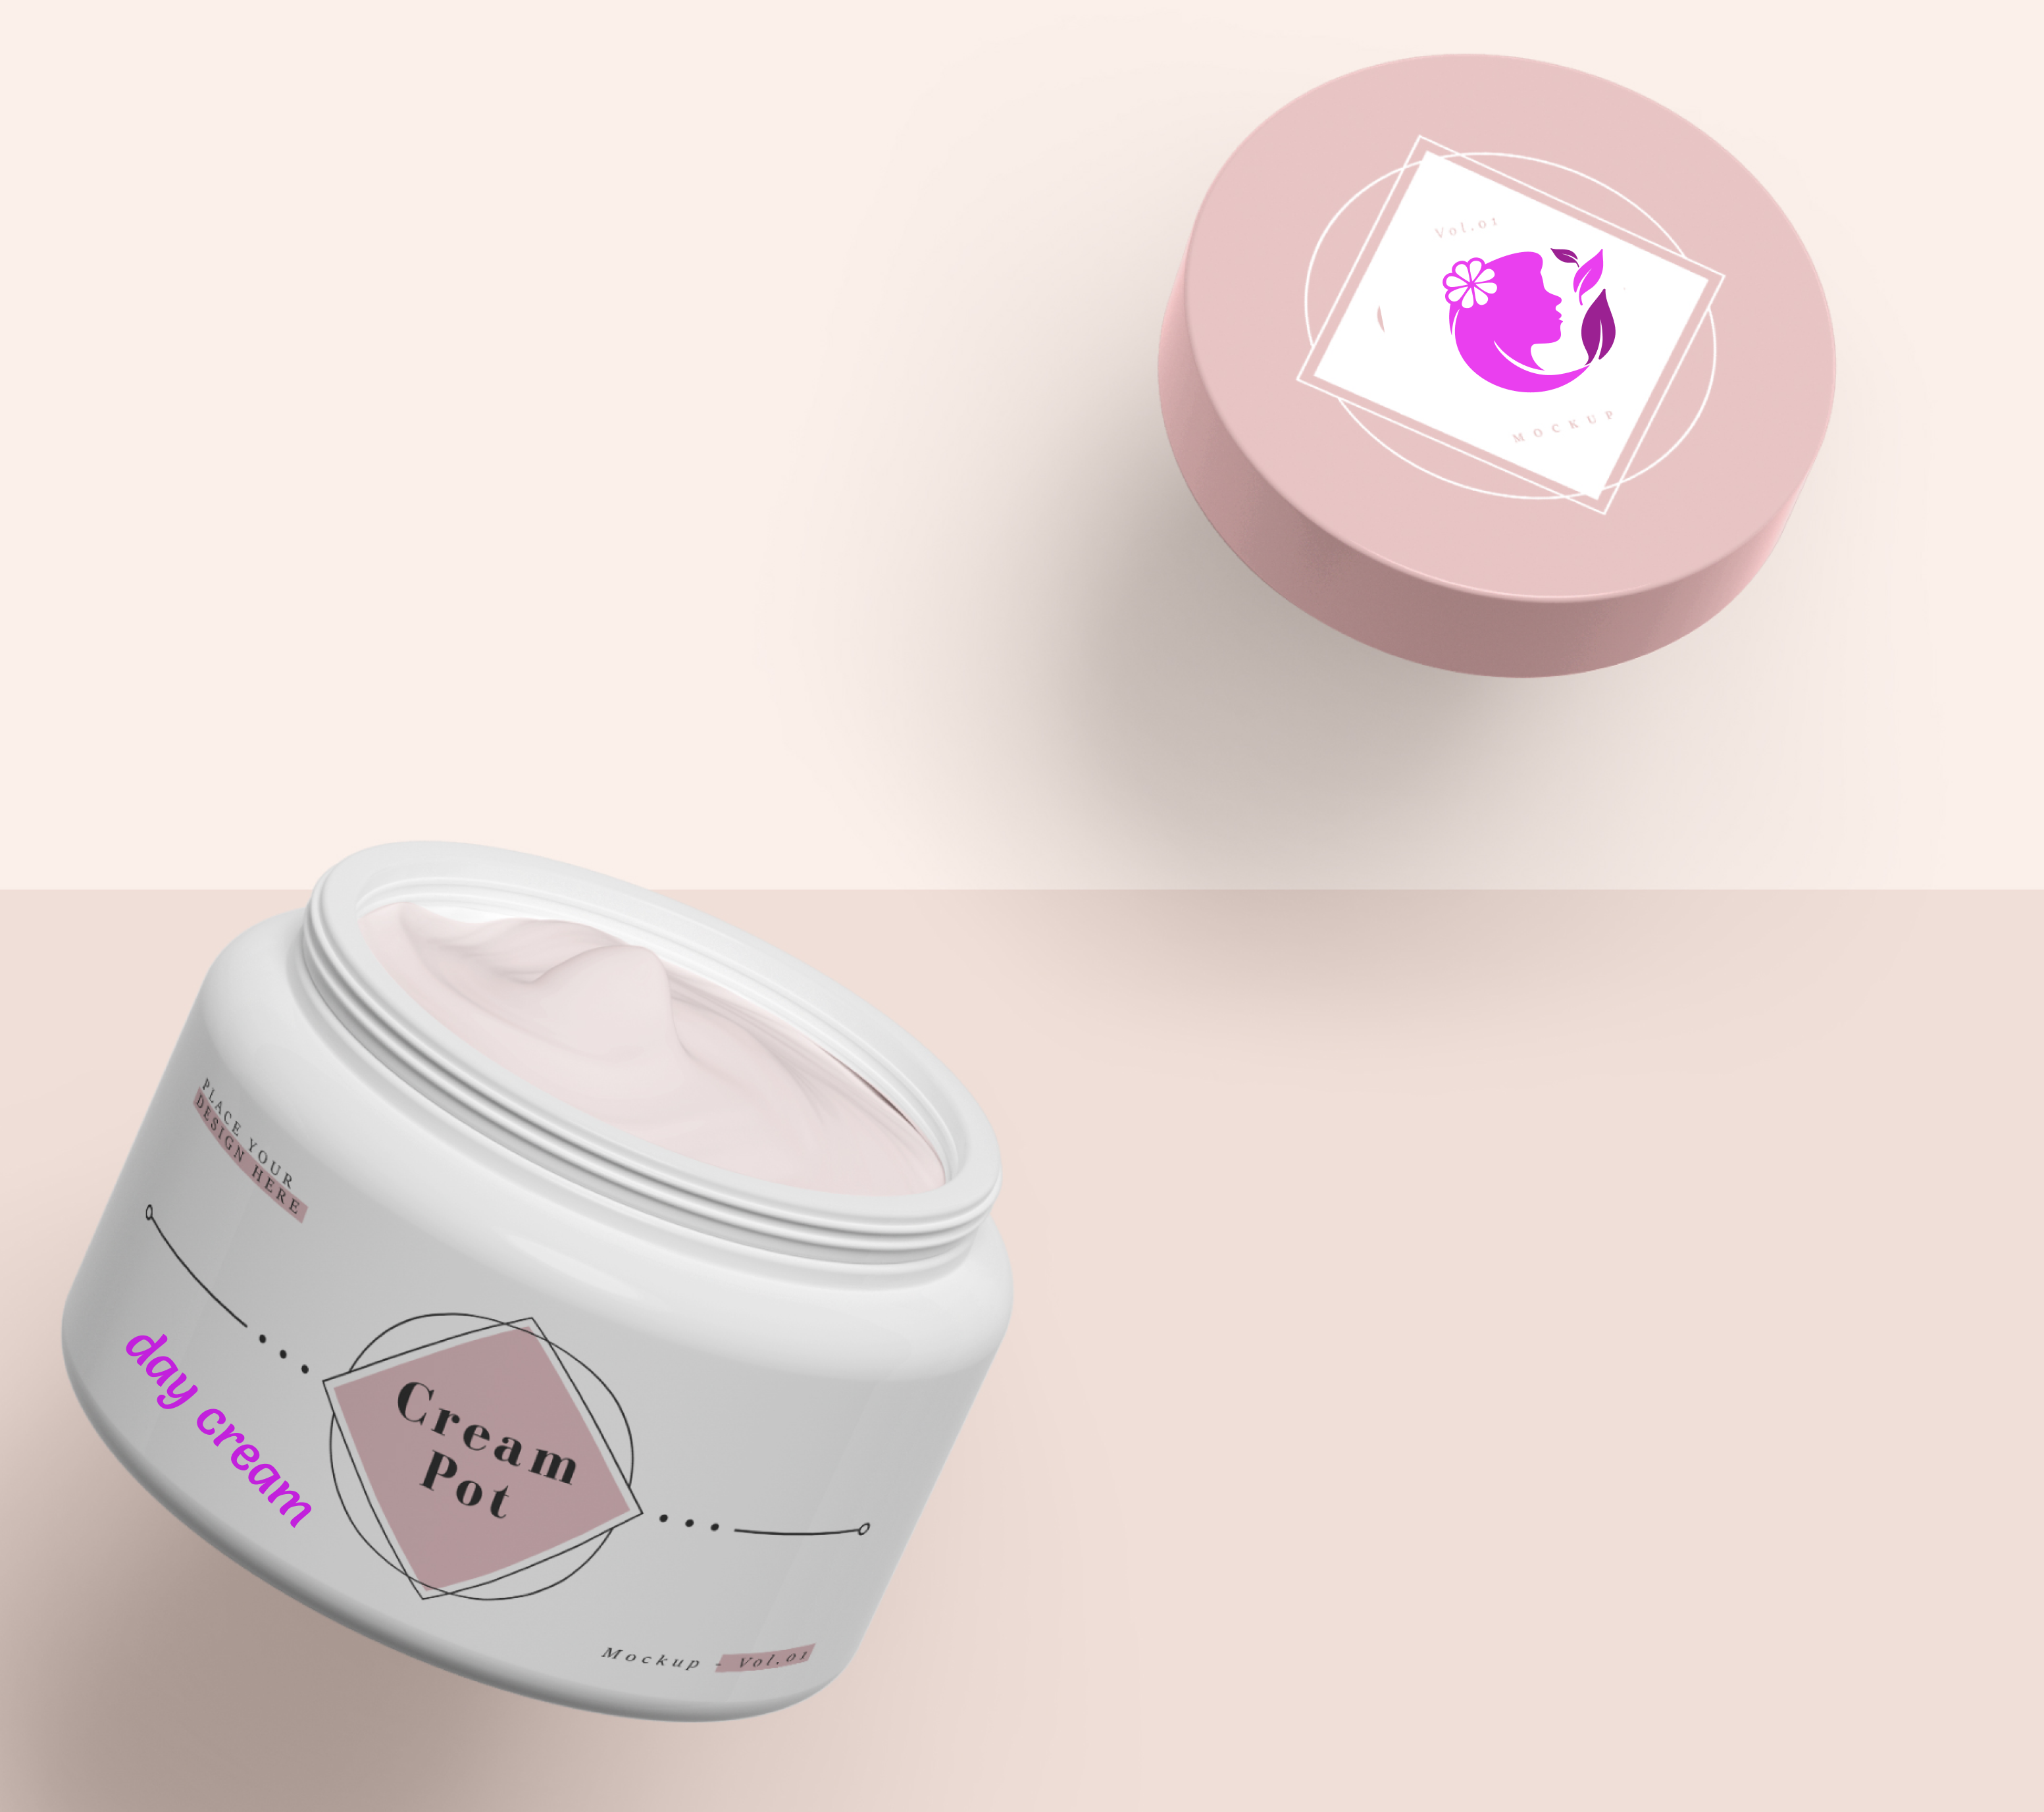 Vol.01
MOCKUP
PLACE YOUR
DESIGN HERE
day cream
Cream
Pot
Mockup - Vol.01